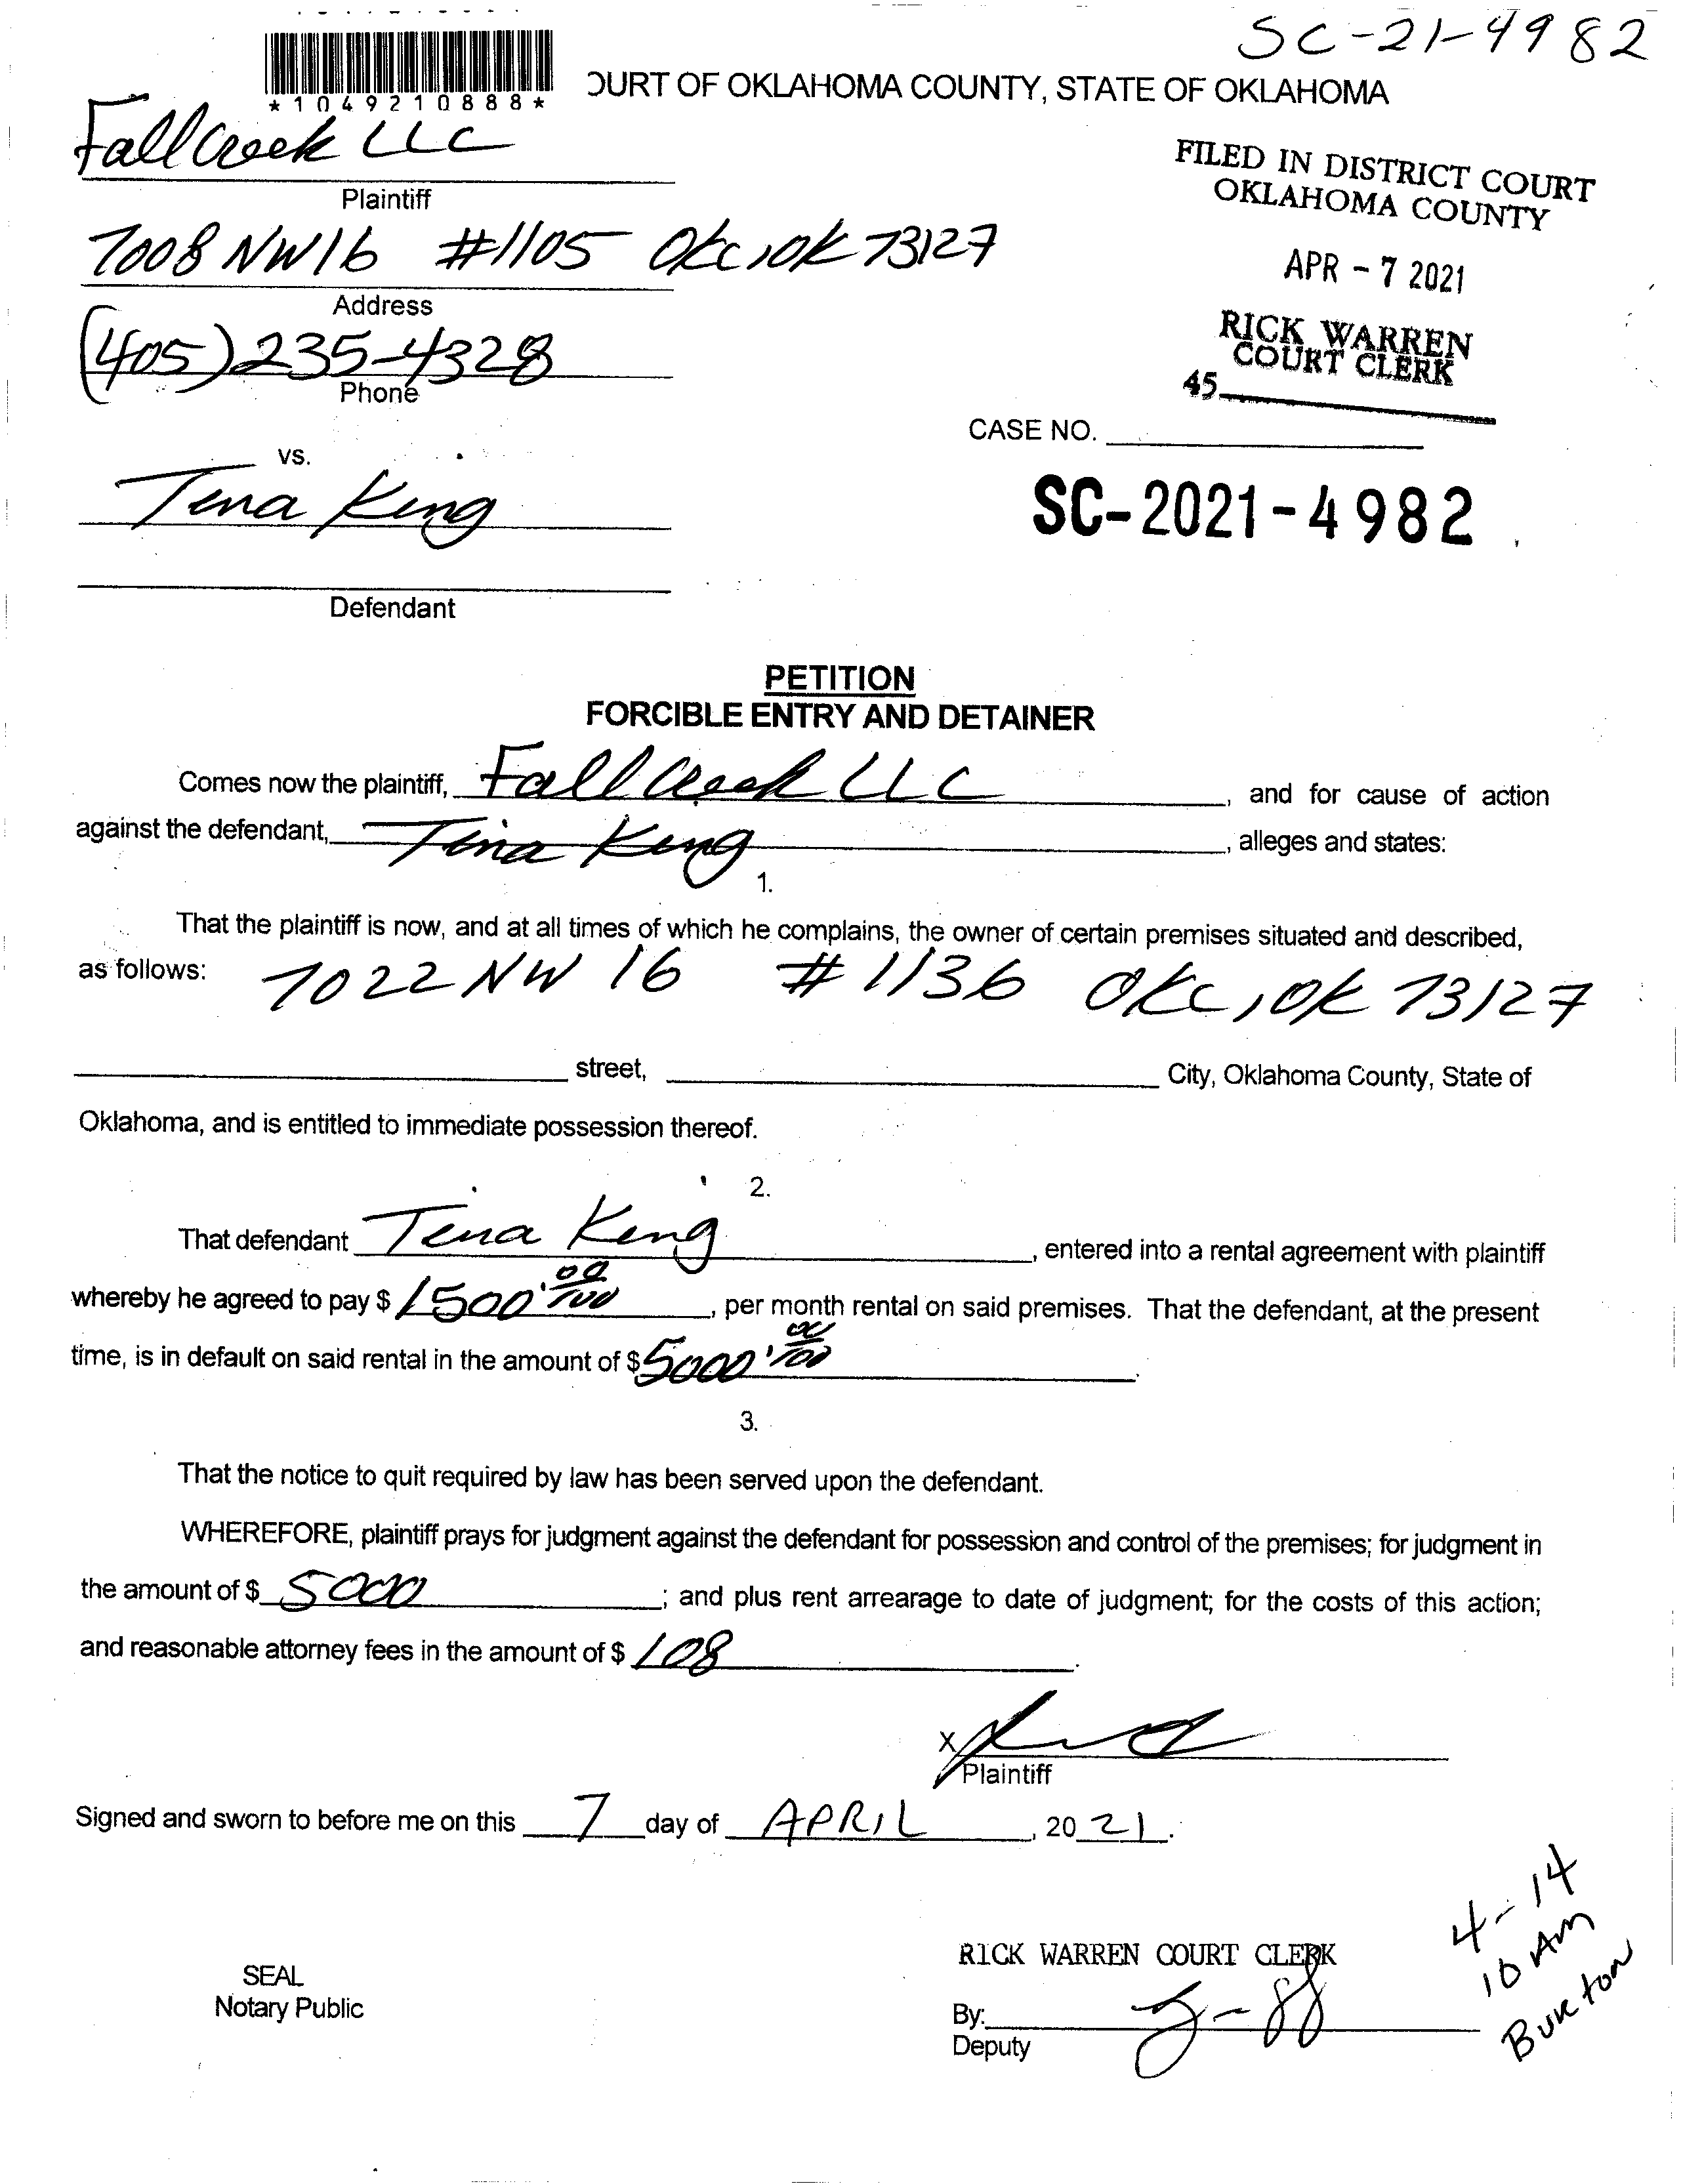 SC-21-4982
*1049210888*
OURT OF OKLAHOMA COUNTY, STATE OF OKLAHOMA
Fall Creek LLC
Plaintiff
FILED IN DISTRICT COURT
OKLAHOMA COUNTY
7008 NW 16 #1105 OKC, OK 73127
Address
APR - 7 2021
(405) 235-4328
Phone
RICK WARREN
COURT CLERK
45
CASE NO.
vs.
Tena King
SC-2021-4982
Defendant
PETITION
FORCIBLE ENTRY AND DETAINER
Comes now the plaintiff, Fall Creek LLC, and for cause of action
against the defendant, Tina King, alleges and states:
1.
That the plaintiff is now, and at all times of which he complains, the owner of certain premises situated and described,
as follows: 7022 NW 16 #1136 OKC, OK 73127
street, City, Oklahoma County, State of
Oklahoma, and is entitled to immediate possession thereof.
2.
That defendant Tena King, entered into a rental agreement with plaintiff
whereby he agreed to pay $ 1500.00/100, per month rental on said premises. That the defendant, at the present
time, is in default on said rental in the amount of $ 5000.00/100.
3.
That the notice to quit required by law has been served upon the defendant.
WHEREFORE, plaintiff prays for judgment against the defendant for possession and control of the premises; for judgment in
the amount of $ 5000; and plus rent arrearage to date of judgment; for the costs of this action;
and reasonable attorney fees in the amount of $ 108.
X
Plaintiff
Signed and sworn to before me on this 7 day of APRIL, 2021.
4-14
10 Am
Burton
RICK WARREN COURT CLERK
SEAL
Notary Public
By:
Deputy